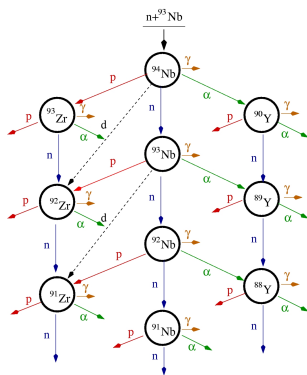 n+⁹³Nb
⁹⁴Nb γ
p α
⁹³Zr γ ⁹⁰Y
p α d n p α
n ⁹³Nb γ n
p α
⁹²Zr γ ⁸⁹Y
p α d n p α
n ⁹²Nb γ n
p α
⁹¹Zr γ ⁸⁸Y
p α n p α
n ⁹¹Nb γ n
p α
n